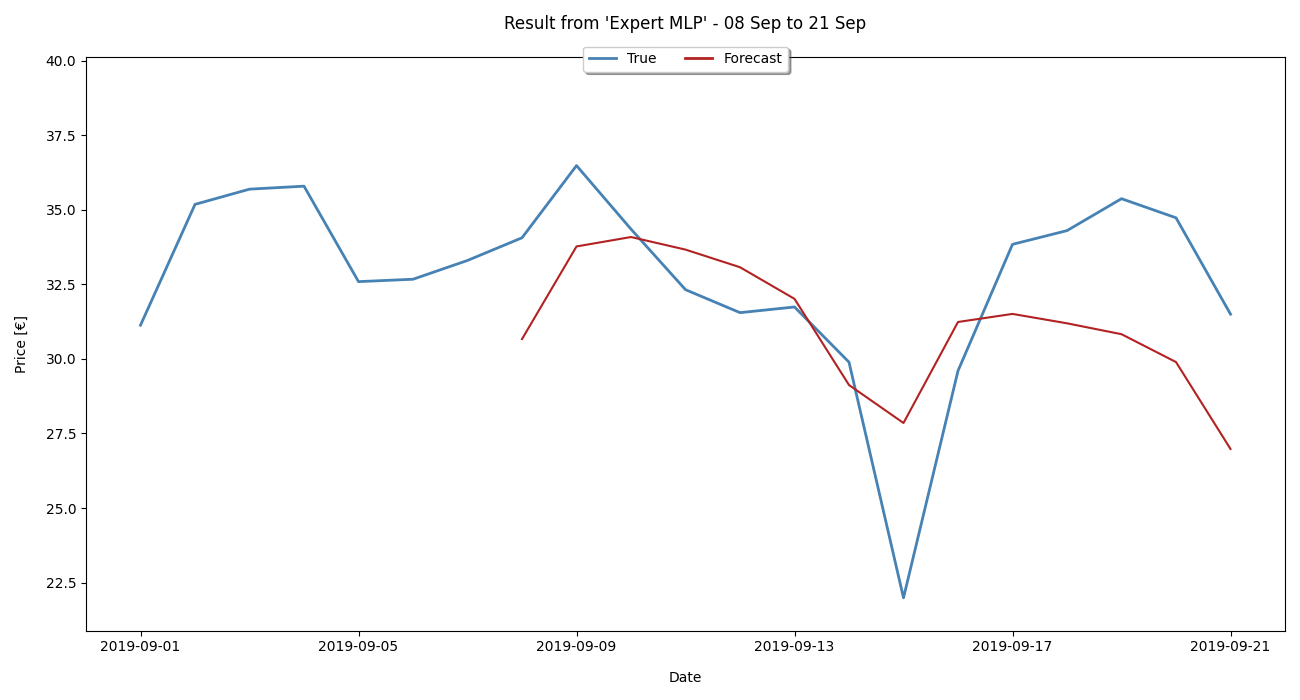 Result from 'Expert MLP' - 08 Sep to 21 Sep
True Forecast
40.0
37.5
35.0
32.5
30.0
27.5
25.0
22.5
Price [€]
2019-09-01 2019-09-05 2019-09-09 2019-09-13 2019-09-17 2019-09-21
Date